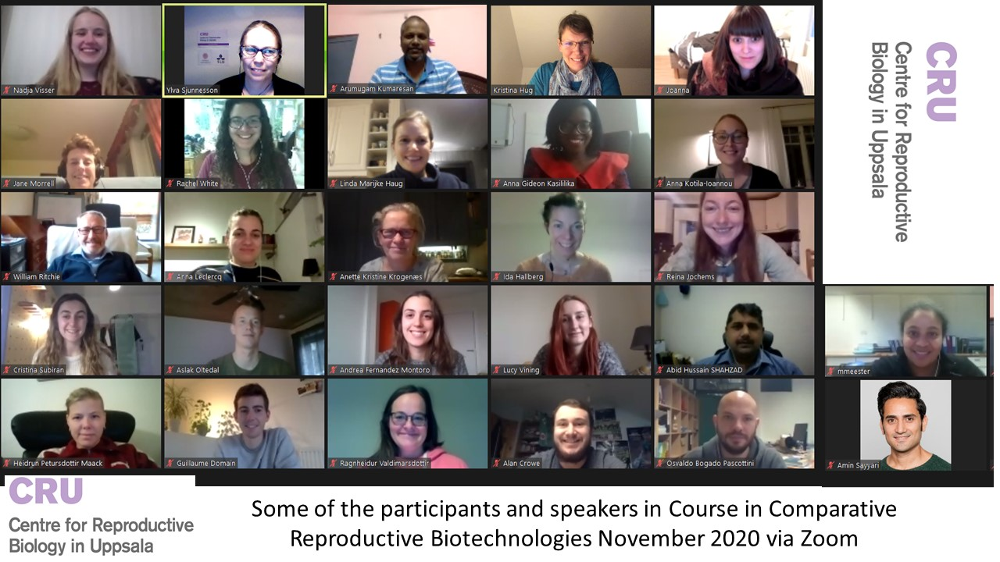 Nadja Visser
CRU
Ylva Sjunnesson
Arumugam Kumaresan
Kristina Hug
Joanna
CRU
Centre for Reproductive
Biology in Uppsala
Jane Morrell
Rachel White
Linda Marijke Haug
Anna Gideon Kasililika
Anna Kotila-Ioannou
William Ritchie
Anna Leclercq
Anette Kristine Krogenæs
Ida Hallberg
Reina Jochems
Cristina Subiran
Aslak Oltedal
Andrea Fernandez Montoro
Lucy Vining
Abid Hussain SHAHZAD
mmeester
Heidrun Petursdottir Maack
Guillaume Domain
Ragnheidur Valdimarsdottir
Alan Crowe
Osvaldo Bogado Pascottini
Amin Sayyari
CRU
Centre for Reproductive
Biology in Uppsala
Some of the participants and speakers in Course in Comparative
Reproductive Biotechnologies November 2020 via Zoom